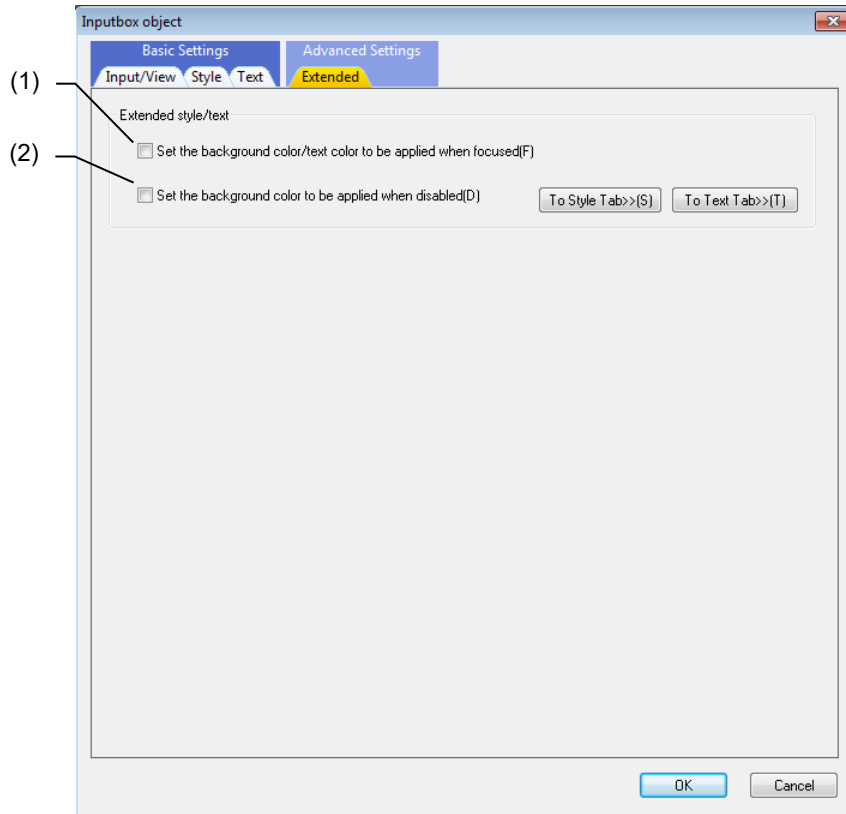 Inputbox object
Basic Settings Advanced Settings
Input/View Style Text Extended
(1)
Extended style/text
Set the background color/text color to be applied when focused(F)
(2)
Set the background color to be applied when disabled(D) To Style Tab>>(S) To Text Tab>>(T)
OK Cancel